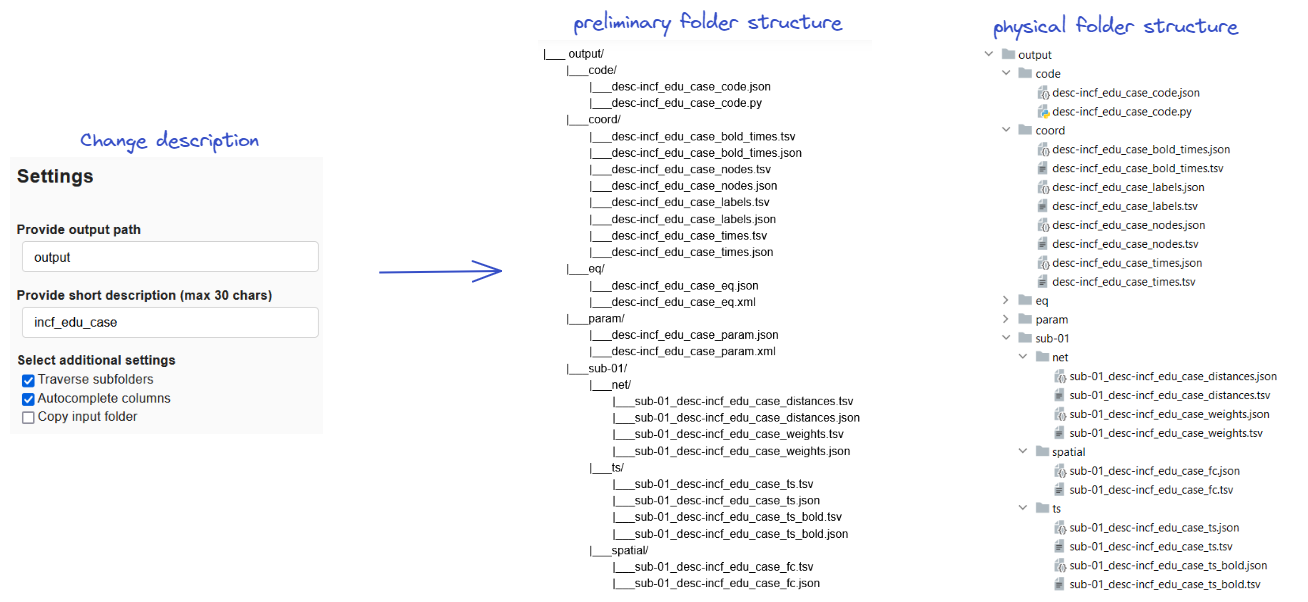 Change description
Settings
Provide output path
output
Provide short description (max 30 chars)
incf_edu_case
Select additional settings
Traverse subfolders
Autocomplete columns
Copy input folder
preliminary folder structure
|___ output/
|___code/
|___desc-incf_edu_case_code.json
|___desc-incf_edu_case_code.py
|___coord/
|___desc-incf_edu_case_bold_times.tsv
|___desc-incf_edu_case_bold_times.json
|___desc-incf_edu_case_nodes.tsv
|___desc-incf_edu_case_nodes.json
|___desc-incf_edu_case_labels.tsv
|___desc-incf_edu_case_labels.json
|___desc-incf_edu_case_times.tsv
|___desc-incf_edu_case_times.json
|___eq/
|___desc-incf_edu_case_eq.json
|___desc-incf_edu_case_eq.xml
|___param/
|___desc-incf_edu_case_param.json
|___desc-incf_edu_case_param.xml
|___sub-01/
|___net/
|___sub-01_desc-incf_edu_case_distances.tsv
|___sub-01_desc-incf_edu_case_distances.json
|___sub-01_desc-incf_edu_case_weights.tsv
|___sub-01_desc-incf_edu_case_weights.json
|___ts/
|___sub-01_desc-incf_edu_case_ts.tsv
|___sub-01_desc-incf_edu_case_ts.json
|___sub-01_desc-incf_edu_case_ts_bold.tsv
|___sub-01_desc-incf_edu_case_ts_bold.json
|___spatial/
|___sub-01_desc-incf_edu_case_fc.tsv
|___sub-01_desc-incf_edu_case_fc.json
physical folder structure
output
code
desc-incf_edu_case_code.json
desc-incf_edu_case_code.py
coord
desc-incf_edu_case_bold_times.json
desc-incf_edu_case_bold_times.tsv
desc-incf_edu_case_labels.json
desc-incf_edu_case_labels.tsv
desc-incf_edu_case_nodes.json
desc-incf_edu_case_nodes.tsv
desc-incf_edu_case_times.json
desc-incf_edu_case_times.tsv
eq
param
sub-01
net
sub-01_desc-incf_edu_case_distances.json
sub-01_desc-incf_edu_case_distances.tsv
sub-01_desc-incf_edu_case_weights.json
sub-01_desc-incf_edu_case_weights.tsv
spatial
sub-01_desc-incf_edu_case_fc.json
sub-01_desc-incf_edu_case_fc.tsv
ts
sub-01_desc-incf_edu_case_ts.json
sub-01_desc-incf_edu_case_ts.tsv
sub-01_desc-incf_edu_case_ts_bold.json
sub-01_desc-incf_edu_case_ts_bold.tsv